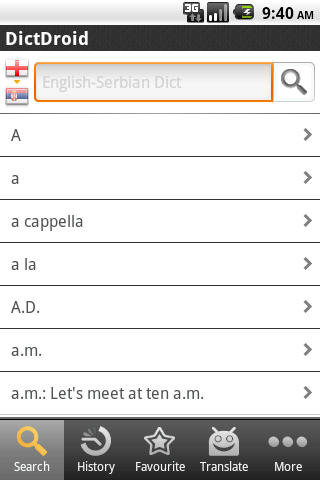 3G 9:40 AM
DictDroid
English-Serbian Dict
A
a
a cappella
a la
A.D.
a.m.
a.m.: Let's meet at ten a.m.
Search History Favourite Translate More